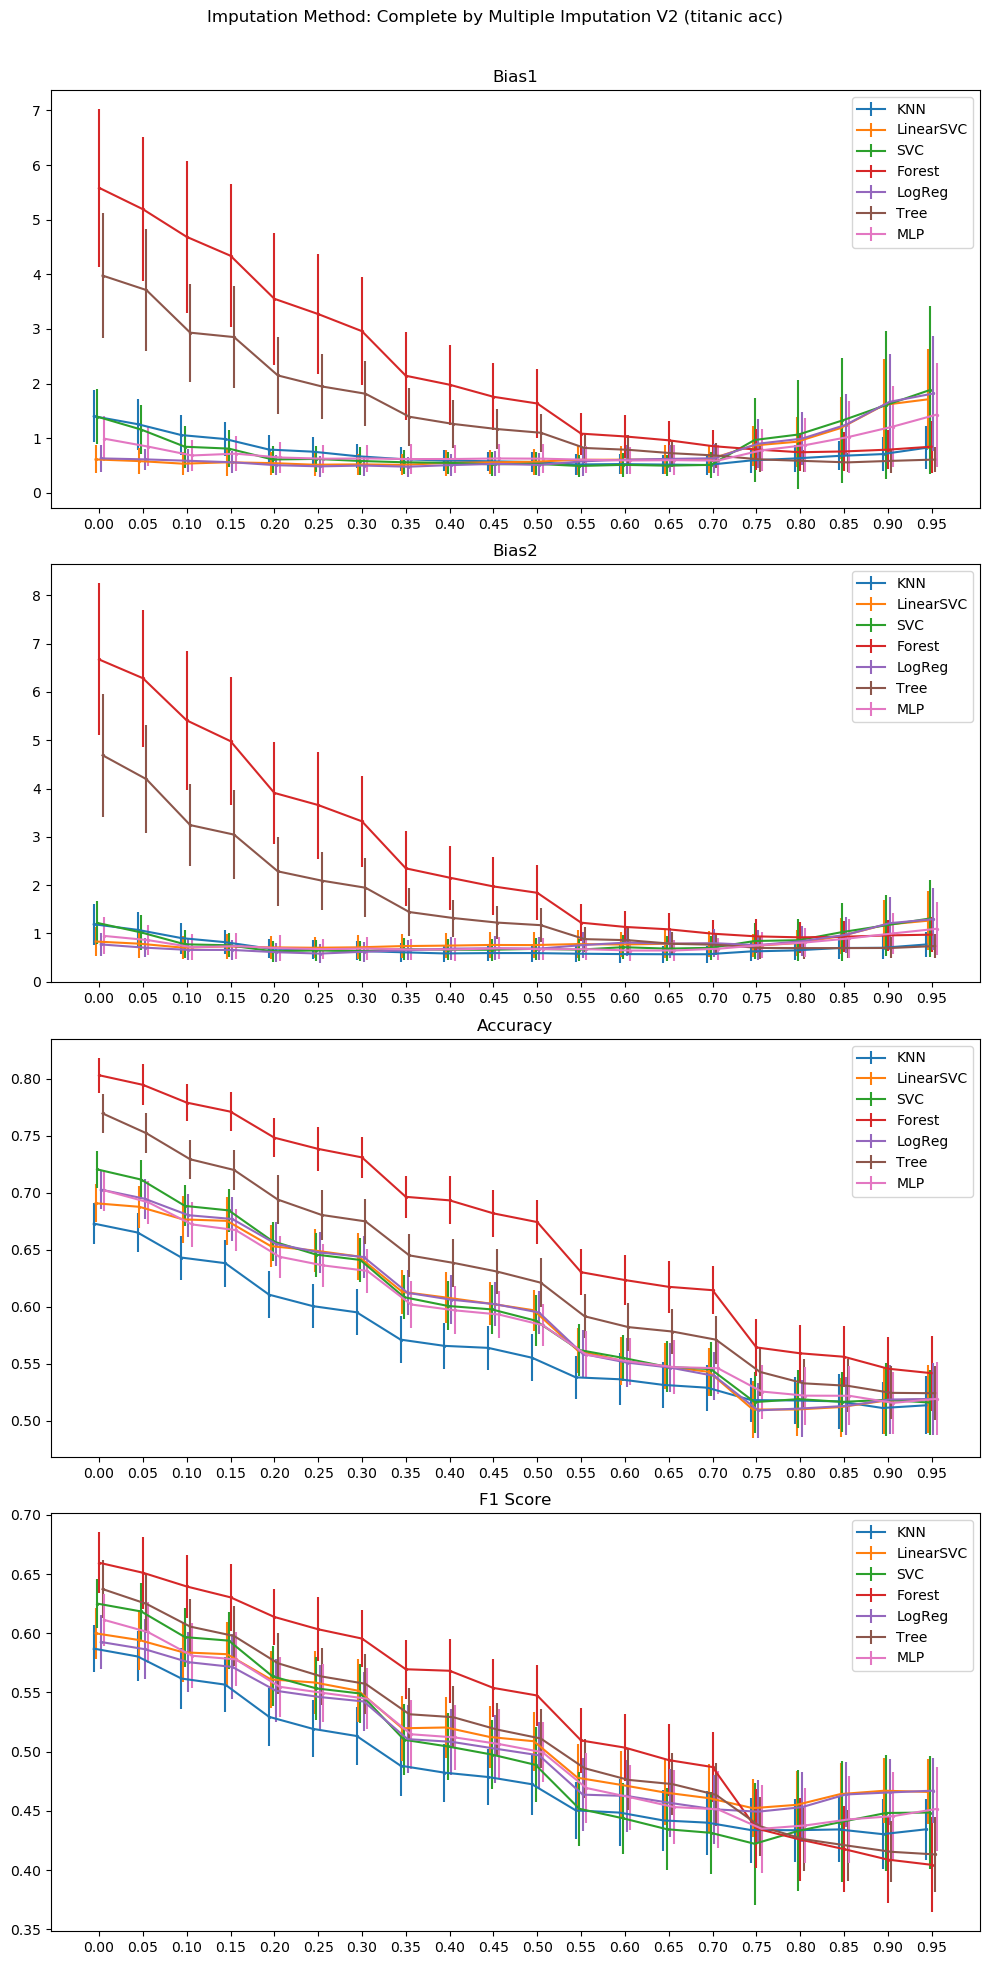 Imputation Method: Complete by Multiple Imputation V2 (titanic acc)
Bias1
7
6
5
4
3
2
1
0
KNN
LinearSVC
SVC
Forest
LogReg
Tree
MLP
0.00 0.05 0.10 0.15 0.20 0.25 0.30 0.35 0.40 0.45 0.50 0.55 0.60 0.65 0.70 0.75 0.80 0.85 0.90 0.95
Bias2
8
7
6
5
4
3
2
1
0
KNN
LinearSVC
SVC
Forest
LogReg
Tree
MLP
0.00 0.05 0.10 0.15 0.20 0.25 0.30 0.35 0.40 0.45 0.50 0.55 0.60 0.65 0.70 0.75 0.80 0.85 0.90 0.95
Accuracy
0.80
0.75
0.70
0.65
0.60
0.55
0.50
KNN
LinearSVC
SVC
Forest
LogReg
Tree
MLP
0.00 0.05 0.10 0.15 0.20 0.25 0.30 0.35 0.40 0.45 0.50 0.55 0.60 0.65 0.70 0.75 0.80 0.85 0.90 0.95
F1 Score
0.70
0.65
0.60
0.55
0.50
0.45
0.40
0.35
KNN
LinearSVC
SVC
Forest
LogReg
Tree
MLP
0.00 0.05 0.10 0.15 0.20 0.25 0.30 0.35 0.40 0.45 0.50 0.55 0.60 0.65 0.70 0.75 0.80 0.85 0.90 0.95